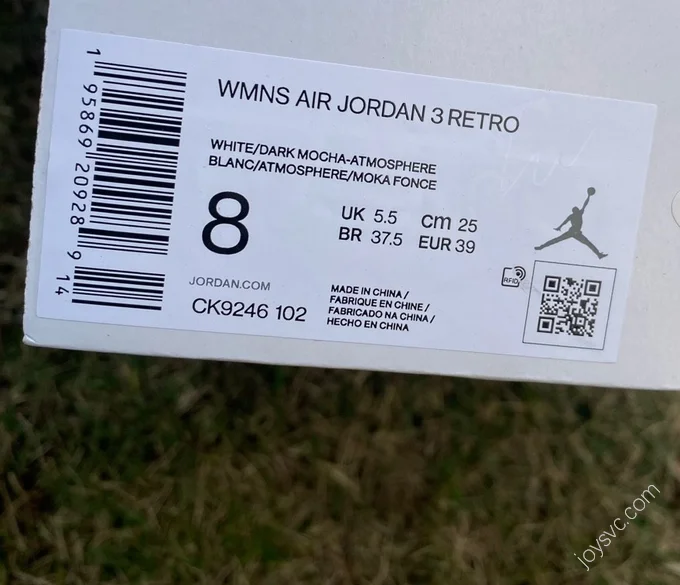 1 95869 20928 9 14
WMNS AIR JORDAN 3 RETRO
WHITE/DARK MOCHA-ATMOSPHERE
BLANC/ATMOSPHERE/MOKA FONCE
8
UK 5.5 cm 25
BR 37.5 EUR 39
JORDAN.COM
CK9246 102
MADE IN CHINA /
FABRIQUE EN CHINE /
FABRICADO NA CHINA /
HECHO EN CHINA
RFID
joysvc.com